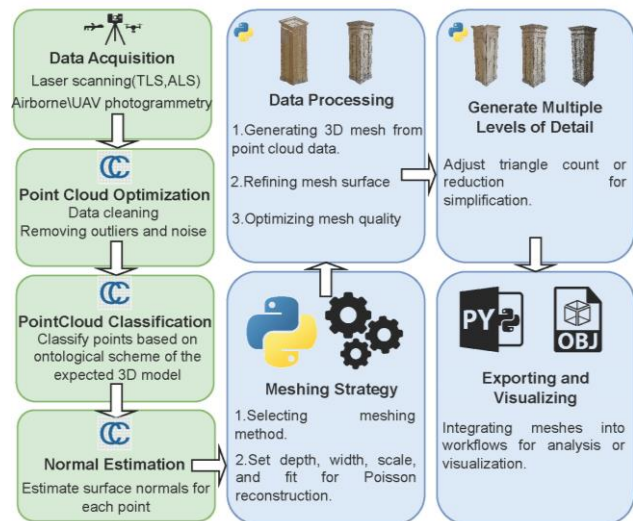 Data Acquisition
Laser scanning(TLS,ALS)
Airborne\UAV photogrammetry
Point Cloud Optimization
Data cleaning
Removing outliers and noise
PointCloud Classification
Classify points based on
ontological scheme of the
expected 3D model
Normal Estimation
Estimate surface normals for
each point
Meshing Strategy
1.Selecting meshing
method.
2.Set depth, width, scale,
and fit for Poisson
reconstruction.
Data Processing
1.Generating 3D mesh from
point cloud data.
2.Refining mesh surface
3.Optimizing mesh quality
Generate Multiple
Levels of Detail
Adjust triangle count or
reduction for
simplification.
PY
OBJ
Exporting and
Visualizing
Integrating meshes into
workflows for analysis or
visualization.